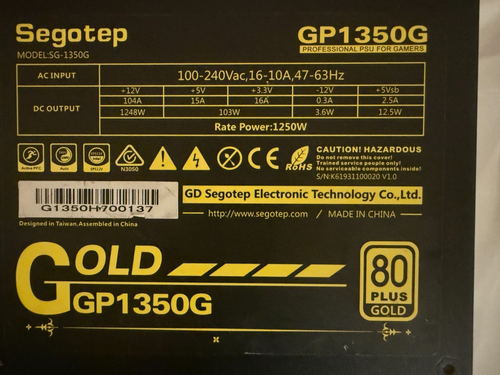 Segotep
GP1350G
MODEL:SG-1350G
PROFESSIONAL PSU FOR GAMERS
AC INPUT 100-240Vac,16-10A,47-63Hz
DC OUTPUT +12V +5V +3.3V -12V +5Vsb
104A 15A 16A 0.3A 2.5A
1248W 103W 3.6W 12.5W
Rate Power:1250W
Active PFC
N3050
CE
RoHS
CAUTION! HAZARDOUS
Do not remove this cover!
Trained service people only!
No serviceable components inside!
S/N:K61931100020 V1.0
G1350H700137
GD Segotep Electronic Technology Co.,Ltd.
http://www.segotep.com / MADE IN CHINA
Designed in Taiwan.Assembled in China
GOLD
GP1350G
80
PLUS
GOLD